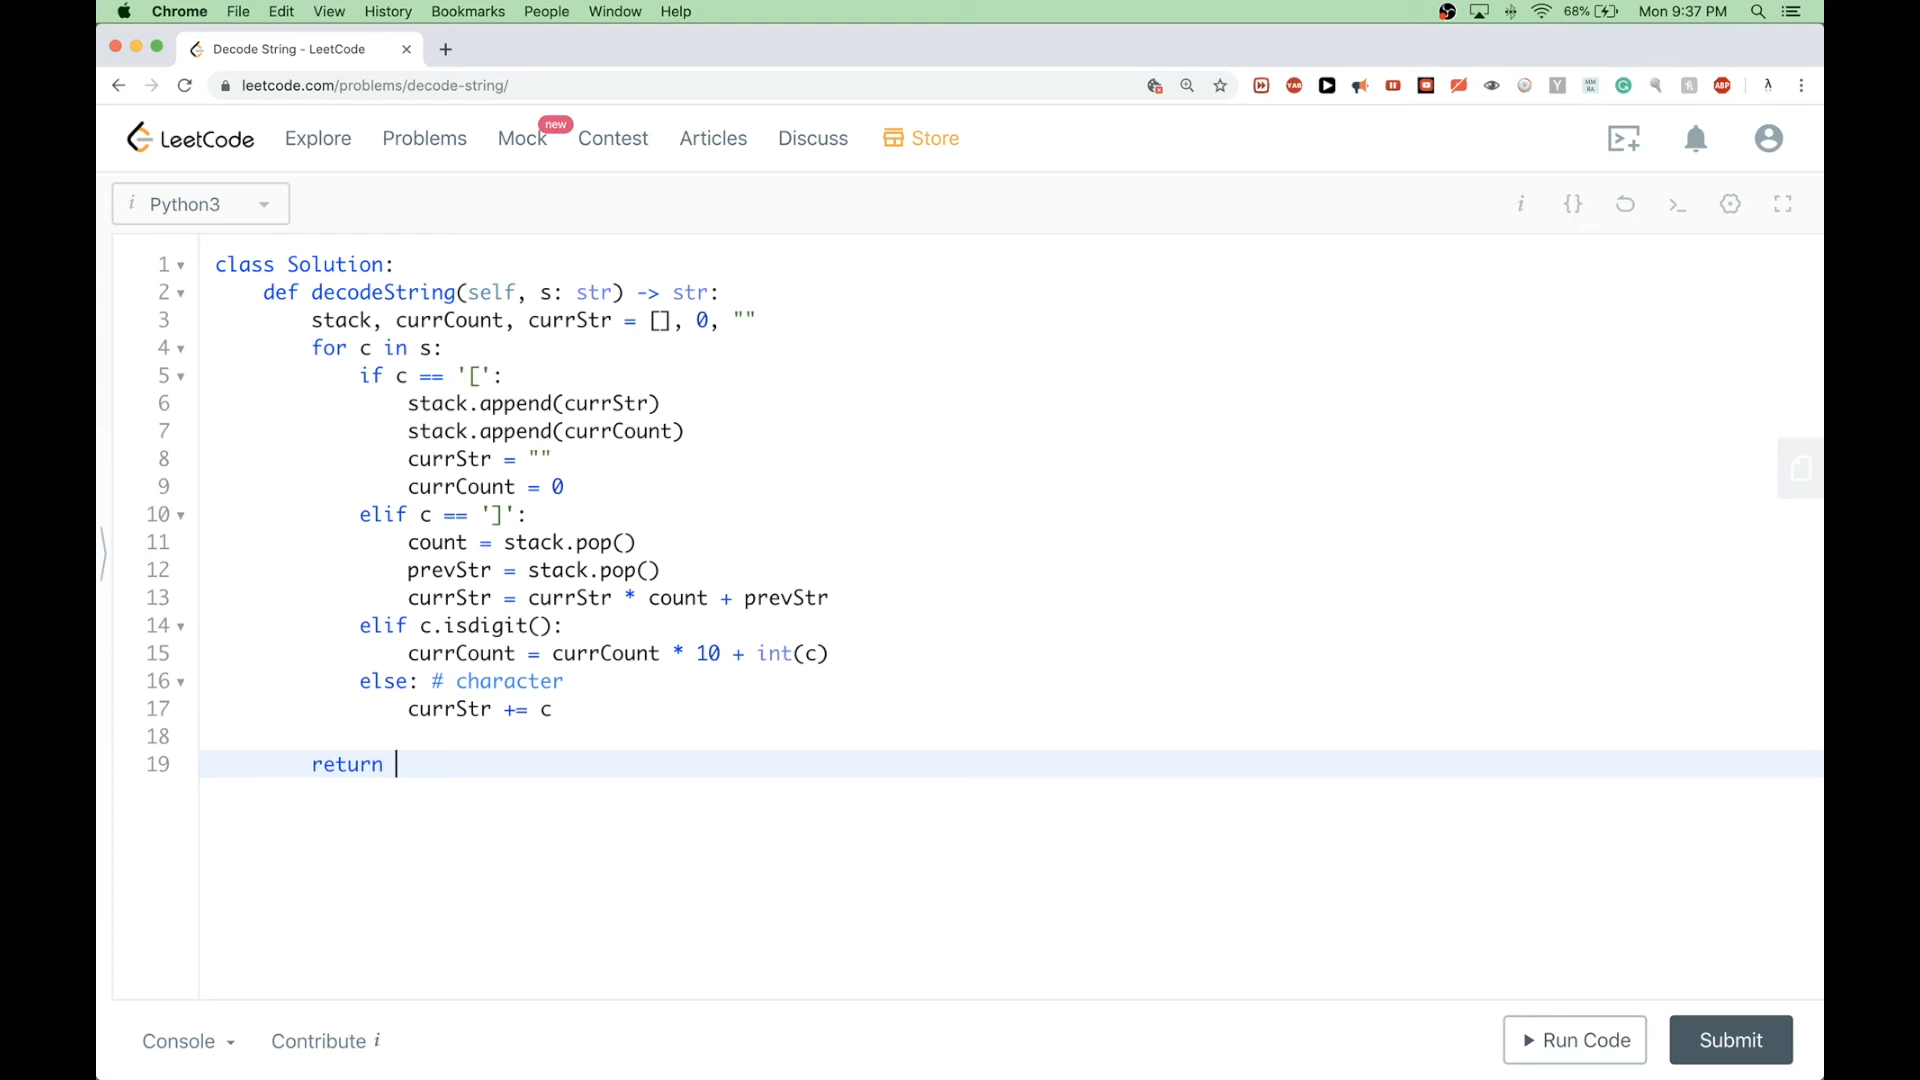 Chrome File Edit View History Bookmarks People Window Help
68% Mon 9:37 PM
Decode String - LeetCode
leetcode.com/problems/decode-string/
YAB
Y
MM
RA
ABP
λ
LeetCode Explore Problems Mock new Contest Articles Discuss Store
i Python3
i {} >_
1 class Solution:
2     def decodeString(self, s: str) -> str:
3         stack, currCount, currStr = [], 0, ""
4         for c in s:
5             if c == '[':
6                 stack.append(currStr)
7                 stack.append(currCount)
8                 currStr = ""
9                 currCount = 0
10             elif c == ']':
11                 count = stack.pop()
12                 prevStr = stack.pop()
13                 currStr = currStr * count + prevStr
14             elif c.isdigit():
15                 currCount = currCount * 10 + int(c)
16             else: # character
17                 currStr += c
18
19         return
Console Contribute i
Run Code Submit